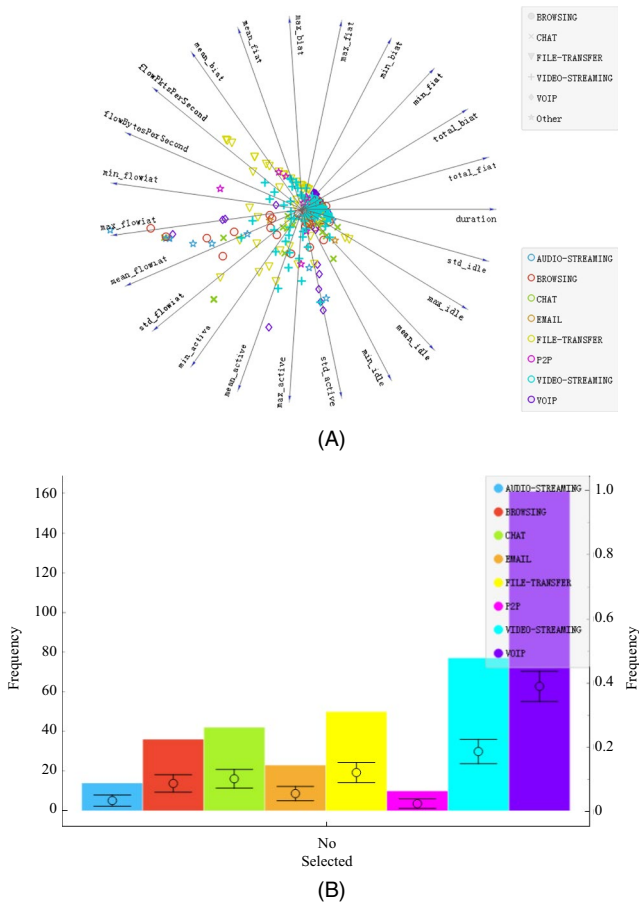 BROWSING
CHAT
FILE-TRANSFER
VIDEO-STREAMING
VOIP
Other
max_biat
max_fiat
min_biat
min_fiat
total_biat
total_fiat
duration
std_idle
max_idle
mean_idle
min_idle
std_active
max_active
mean_active
min_activa
std_flowiat
mean_flowiat
max_flowiat
min_flowiat
flowBytesPerSecond
flowPktsPerSecond
mean_biat
mean_fiat
AUDIO-STREAMING
BROWSING
CHAT
EMAIL
FILE-TRANSFER
P2P
VIDEO-STREAMING
VOIP
(A)
160
140
120
100
80
60
40
20
0
Frequency
AUDIO-STREAMING
BROWSING
CHAT
EMAIL
FILE-TRANSFER
P2P
VIDEO-STREAMING
VOIP
1.0
0.8
0.6
0.4
0.2
0
Frequency
No
Selected
(B)